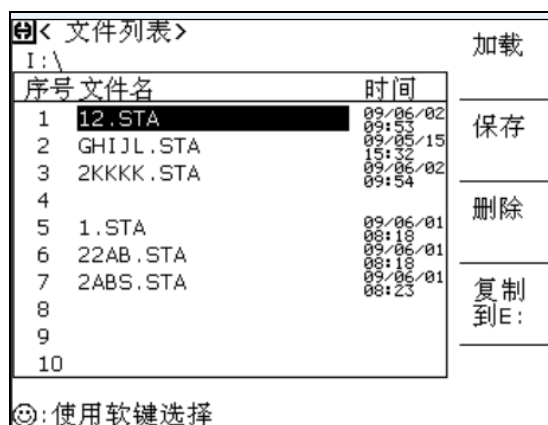 < 文件列表>
I:\
序号 文件名 时间
1 12.STA 09/06/02 09:53
2 GHIJL.STA 09/05/15 15:32
3 2KKKK.STA 09/06/02 09:54
4
5 1.STA 09/06/01 08:18
6 22AB.STA 09/06/01 08:18
7 2ABS.STA 09/06/01 08:23
8
9
10
:使用软键选择
加载
保存
删除
复制
到E: